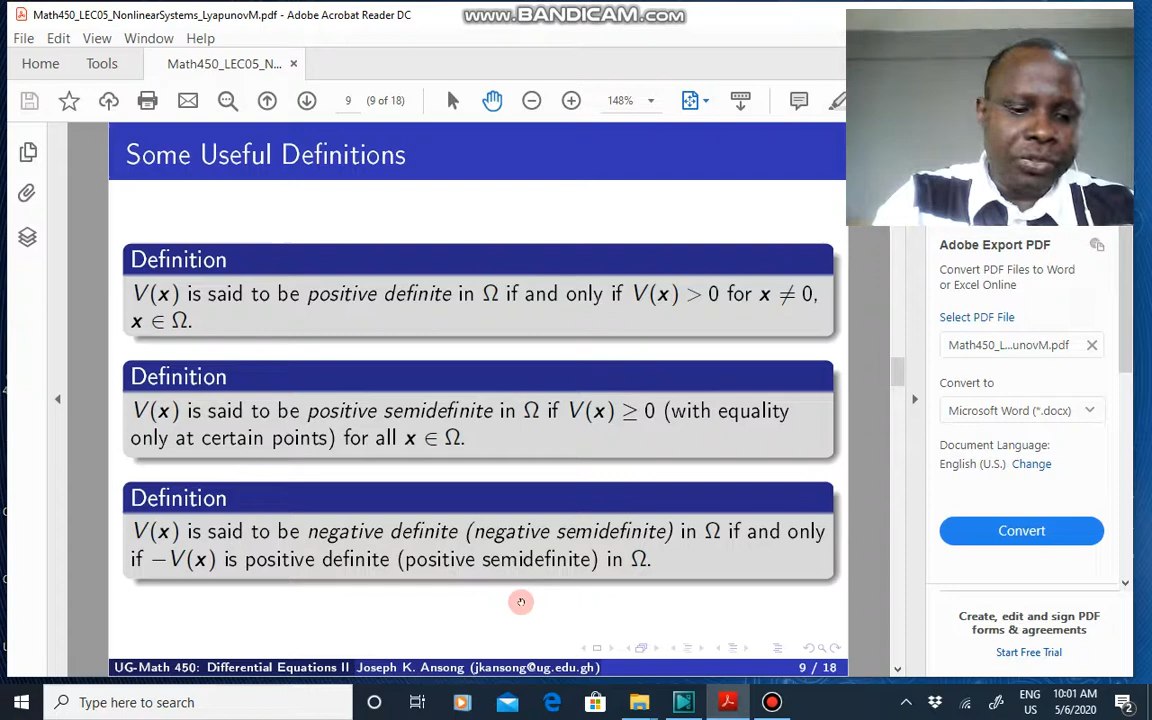 Math450_LEC05_NonlinearSystems_LyapunovM.pdf - Adobe Acrobat Reader DC
www.BANDICAM.com
File Edit View Window Help
Home Tools Math450_LEC05_N... ×
9 (9 of 18) 148%
Some Useful Definitions
Definition
V(x) is said to be positive definite in Ω if and only if V(x) > 0 for x ≠ 0,
x ∈ Ω.
Definition
V(x) is said to be positive semidefinite in Ω if V(x) ≥ 0 (with equality
only at certain points) for all x ∈ Ω.
Definition
V(x) is said to be negative definite (negative semidefinite) in Ω if and only
if −V(x) is positive definite (positive semidefinite) in Ω.
UG-Math 450: Differential Equations II Joseph K. Ansong (jkansong@ug.edu.gh) 9 / 18
Adobe Export PDF
Convert PDF Files to Word
or Excel Online
Select PDF File
Math450_L...unovM.pdf ×
Convert to
Microsoft Word (*.docx)
Document Language:
English (U.S.) Change
Convert
Create, edit and sign PDF
forms & agreements
Start Free Trial
Type here to search
ENG
US
10:01 AM
5/6/2020
2